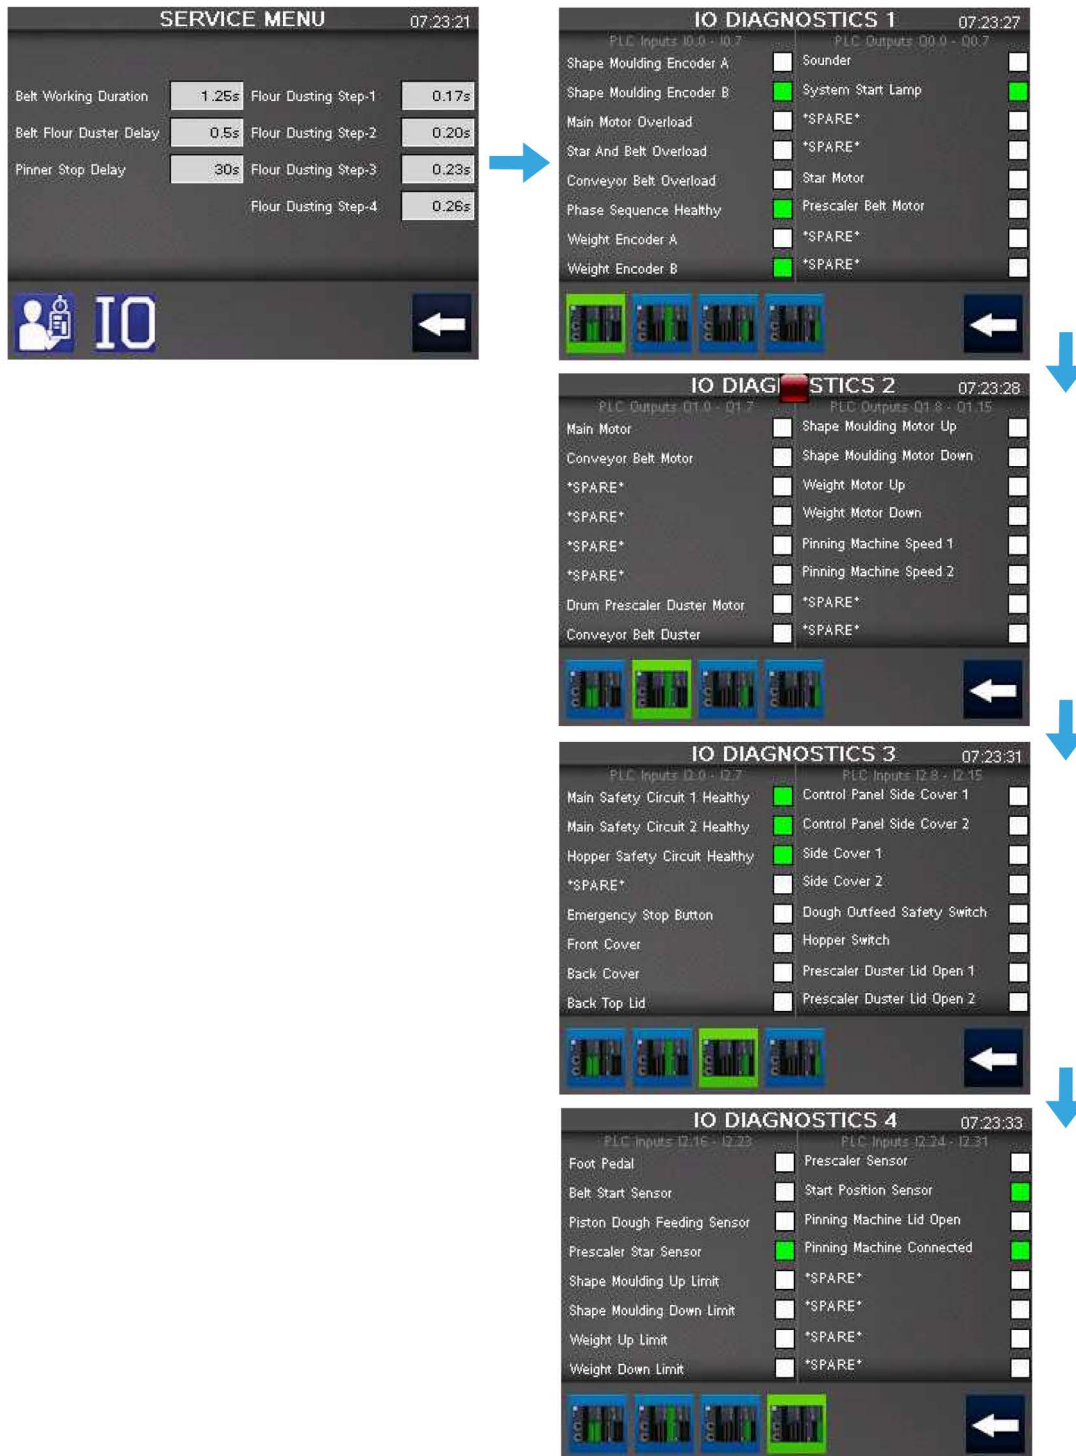 SERVICE MENU 07:23:21
Belt Working Duration 1.25s Flour Dusting Step-1 0.17s
Belt Flour Duster Delay 0.5s Flour Dusting Step-2 0.20s
Pinner Stop Delay 30s Flour Dusting Step-3 0.23s
Flour Dusting Step-4 0.26s
IO
IO DIAGNOSTICS 1 07:23:27
PLC Inputs I0.0 - I0.7 PLC Outputs Q0.0 - Q0.7
Shape Moulding Encoder A Sounder
Shape Moulding Encoder B System Start Lamp
Main Motor Overload *SPARE*
Star And Belt Overload *SPARE*
Conveyor Belt Overload Star Motor
Phase Sequence Healthy Prescaler Belt Motor
Weight Encoder A *SPARE*
Weight Encoder B *SPARE*
IO DIAG STICS 2 07:23:28
PLC Outputs Q1.0 - Q1.7 PLC Outputs Q1.8 - Q1.15
Main Motor Shape Moulding Motor Up
Conveyor Belt Motor Shape Moulding Motor Down
*SPARE* Weight Motor Up
*SPARE* Weight Motor Down
*SPARE* Pinning Machine Speed 1
*SPARE* Pinning Machine Speed 2
Drum Prescaler Duster Motor *SPARE*
Conveyor Belt Duster *SPARE*
IO DIAGNOSTICS 3 07:23:31
PLC Inputs I2.0 - I2.7 PLC Inputs I2.8 - I2.15
Main Safety Circuit 1 Healthy Control Panel Side Cover 1
Main Safety Circuit 2 Healthy Control Panel Side Cover 2
Hopper Safety Circuit Healthy Side Cover 1
*SPARE* Side Cover 2
Emergency Stop Button Dough Outfeed Safety Switch
Front Cover Hopper Switch
Back Cover Prescaler Duster Lid Open 1
Back Top Lid Prescaler Duster Lid Open 2
IO DIAGNOSTICS 4 07:23:33
PLC Inputs I2.16 - I2.23 PLC Inputs I2.24 - I2.31
Foot Pedal Prescaler Sensor
Belt Start Sensor Start Position Sensor
Piston Dough Feeding Sensor Pinning Machine Lid Open
Prescaler Star Sensor Pinning Machine Connected
Shape Moulding Up Limit *SPARE*
Shape Moulding Down Limit *SPARE*
Weight Up Limit *SPARE*
Weight Down Limit *SPARE*